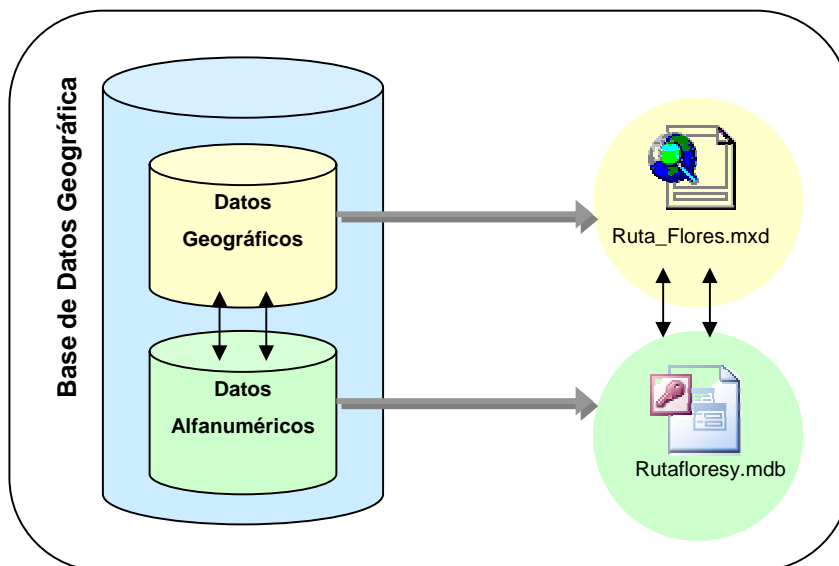 Base de Datos Geográfica
Datos
Geográficos
Ruta_Flores.mxd
Datos
Alfanuméricos
Rutafloresy.mdb